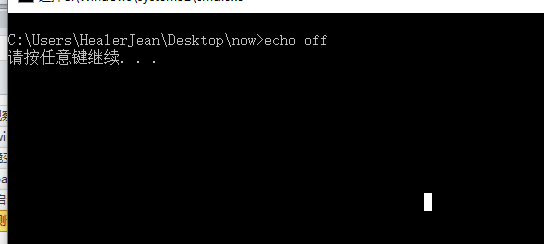 C:\Users\HealerJean\Desktop\now>echo off
请按任意键继续. . .